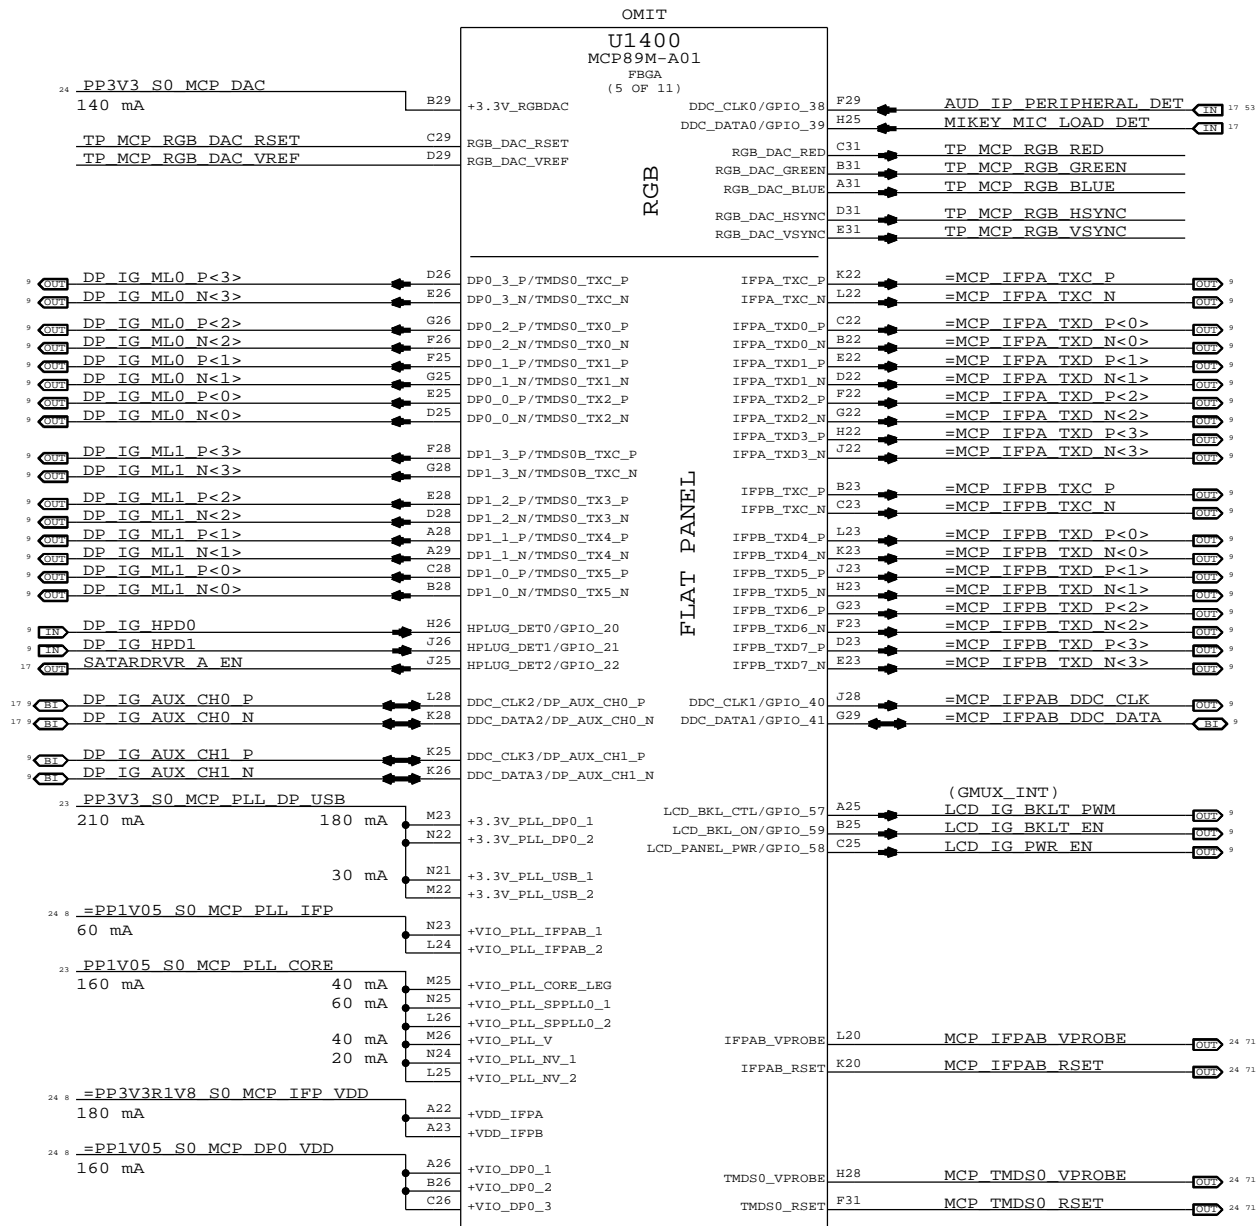 OMIT
U1400
MCP89M-A01
FBGA
(5 OF 11)
RGB
FLAT PANEL
24 PP3V3_S0_MCP_DAC
140 mA B29 +3.3V_RGBDAC
TP_MCP_RGB_DAC_RSET C29 RGB_DAC_RSET
TP_MCP_RGB_DAC_VREF D29 RGB_DAC_VREF
9 OUT DP_IG_ML0_P<3> D26 DP0_3_P/TMDS0_TXC_P
9 OUT DP_IG_ML0_N<3> E26 DP0_3_N/TMDS0_TXC_N
9 OUT DP_IG_ML0_P<2> G26 DP0_2_P/TMDS0_TX0_P
9 OUT DP_IG_ML0_N<2> F26 DP0_2_N/TMDS0_TX0_N
9 OUT DP_IG_ML0_P<1> F25 DP0_1_P/TMDS0_TX1_P
9 OUT DP_IG_ML0_N<1> G25 DP0_1_N/TMDS0_TX1_N
9 OUT DP_IG_ML0_P<0> E25 DP0_0_P/TMDS0_TX2_P
9 OUT DP_IG_ML0_N<0> D25 DP0_0_N/TMDS0_TX2_N
9 OUT DP_IG_ML1_P<3> F28 DP1_3_P/TMDS0B_TXC_P
9 OUT DP_IG_ML1_N<3> G28 DP1_3_N/TMDS0B_TXC_N
9 OUT DP_IG_ML1_P<2> E28 DP1_2_P/TMDS0_TX3_P
9 OUT DP_IG_ML1_N<2> D28 DP1_2_N/TMDS0_TX3_N
9 OUT DP_IG_ML1_P<1> A28 DP1_1_P/TMDS0_TX4_P
9 OUT DP_IG_ML1_N<1> A29 DP1_1_N/TMDS0_TX4_N
9 OUT DP_IG_ML1_P<0> C28 DP1_0_P/TMDS0_TX5_P
9 OUT DP_IG_ML1_N<0> B28 DP1_0_N/TMDS0_TX5_N
9 IN DP_IG_HPD0 H26 HPLUG_DET0/GPIO_20
9 IN DP_IG_HPD1 J26 HPLUG_DET1/GPIO_21
17 OUT SATARDRVR_A_EN J25 HPLUG_DET2/GPIO_22
17 9 BI DP_IG_AUX_CH0_P L28 DDC_CLK2/DP_AUX_CH0_P
17 9 BI DP_IG_AUX_CH0_N K28 DDC_DATA2/DP_AUX_CH0_N
9 BI DP_IG_AUX_CH1_P K25 DDC_CLK3/DP_AUX_CH1_P
9 BI DP_IG_AUX_CH1_N K26 DDC_DATA3/DP_AUX_CH1_N
23 PP3V3_S0_MCP_PLL_DP_USB
210 mA 180 mA M23 +3.3V_PLL_DP0_1
N22 +3.3V_PLL_DP0_2
30 mA N21 +3.3V_PLL_USB_1
M22 +3.3V_PLL_USB_2
24 8 =PP1V05_S0_MCP_PLL_IFP
60 mA N23 +VIO_PLL_IFPAB_1
L24 +VIO_PLL_IFPAB_2
23 PP1V05_S0_MCP_PLL_CORE
160 mA 40 mA M25 +VIO_PLL_CORE_LEG
60 mA N25 +VIO_PLL_SPPLL0_1
L26 +VIO_PLL_SPPLL0_2
40 mA M26 +VIO_PLL_V
20 mA N24 +VIO_PLL_NV_1
L25 +VIO_PLL_NV_2
24 8 =PP3V3R1V8_S0_MCP_IFP_VDD
180 mA A22 +VDD_IFPA
A23 +VDD_IFPB
24 8 =PP1V05_S0_MCP_DP0_VDD
160 mA A26 +VIO_DP0_1
B26 +VIO_DP0_2
C26 +VIO_DP0_3
DDC_CLK0/GPIO_38 F29 AUD_IP_PERIPHERAL_DET IN 17 53
DDC_DATA0/GPIO_39 H25 MIKEY_MIC_LOAD_DET IN 17
RGB_DAC_RED C31 TP_MCP_RGB_RED
RGB_DAC_GREEN B31 TP_MCP_RGB_GREEN
RGB_DAC_BLUE A31 TP_MCP_RGB_BLUE
RGB_DAC_HSYNC D31 TP_MCP_RGB_HSYNC
RGB_DAC_VSYNC E31 TP_MCP_RGB_VSYNC
IFPA_TXC_P K22 =MCP_IFPA_TXC_P OUT 9
IFPA_TXC_N L22 =MCP_IFPA_TXC_N OUT 9
IFPA_TXD0_P C22 =MCP_IFPA_TXD_P<0> OUT 9
IFPA_TXD0_N B22 =MCP_IFPA_TXD_N<0> OUT 9
IFPA_TXD1_P E22 =MCP_IFPA_TXD_P<1> OUT 9
IFPA_TXD1_N D22 =MCP_IFPA_TXD_N<1> OUT 9
IFPA_TXD2_P F22 =MCP_IFPA_TXD_P<2> OUT 9
IFPA_TXD2_N G22 =MCP_IFPA_TXD_N<2> OUT 9
IFPA_TXD3_P H22 =MCP_IFPA_TXD_P<3> OUT 9
IFPA_TXD3_N J22 =MCP_IFPA_TXD_N<3> OUT 9
IFPB_TXC_P B23 =MCP_IFPB_TXC_P OUT 9
IFPB_TXC_N C23 =MCP_IFPB_TXC_N OUT 9
IFPB_TXD4_P L23 =MCP_IFPB_TXD_P<0> OUT 9
IFPB_TXD4_N K23 =MCP_IFPB_TXD_N<0> OUT 9
IFPB_TXD5_P J23 =MCP_IFPB_TXD_P<1> OUT 9
IFPB_TXD5_N H23 =MCP_IFPB_TXD_N<1> OUT 9
IFPB_TXD6_P G23 =MCP_IFPB_TXD_P<2> OUT 9
IFPB_TXD6_N F23 =MCP_IFPB_TXD_N<2> OUT 9
IFPB_TXD7_P D23 =MCP_IFPB_TXD_P<3> OUT 9
IFPB_TXD7_N E23 =MCP_IFPB_TXD_N<3> OUT 9
DDC_CLK1/GPIO_40 J28 =MCP_IFPAB_DDC_CLK OUT 9
DDC_DATA1/GPIO_41 G29 =MCP_IFPAB_DDC_DATA BI 9
(GMUX_INT)
LCD_BKL_CTL/GPIO_57 A25 LCD_IG_BKLT_PWM OUT 9
LCD_BKL_ON/GPIO_59 B25 LCD_IG_BKLT_EN OUT 9
LCD_PANEL_PWR/GPIO_58 C25 LCD_IG_PWR_EN OUT 9
IFPAB_VPROBE L20 MCP_IFPAB_VPROBE OUT 24 71
IFPAB_RSET K20 MCP_IFPAB_RSET OUT 24 71
TMDS0_VPROBE H28 MCP_TMDS0_VPROBE OUT 24 71
TMDS0_RSET F31 MCP_TMDS0_RSET OUT 24 71